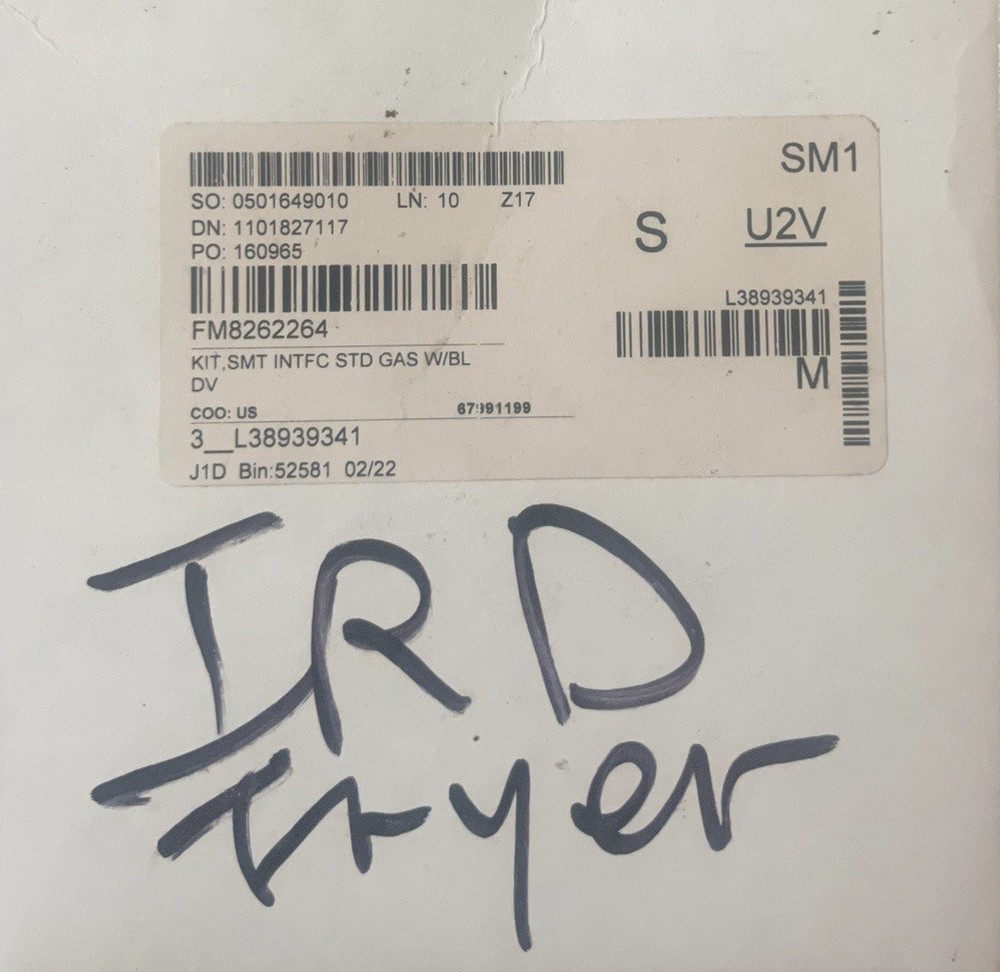 SM1
SO: 0501649010 LN: 10 Z17
DN: 1101827117
S U2V
PO: 160965
L38939341
FM8262264
M
KIT,SMT INTFC STD GAS W/BL
DV
COO: US 67991199
3__L38939341
J1D Bin:52581 02/22
IRD
Fryer